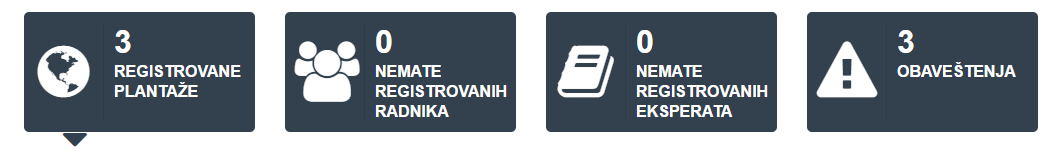 3
REGISTROVANE
PLANTAŽE
0
NEMATE
REGISTROVANIH
RADNIKA
0
NEMATE
REGISTROVANIH
EKSPERATA
3
OBAVEŠTENJA